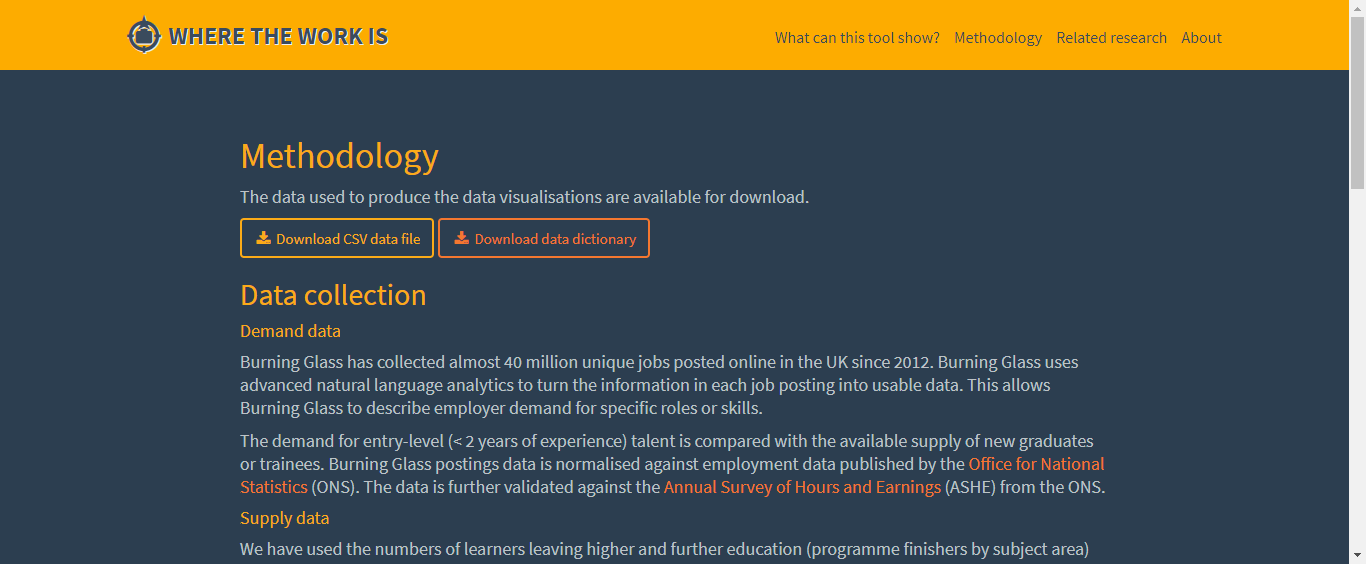 WHERE THE WORK IS
What can this tool show? Methodology Related research About
Methodology
The data used to produce the data visualisations are available for download.
Download CSV data file Download data dictionary
Data collection
Demand data
Burning Glass has collected almost 40 million unique jobs posted online in the UK since 2012. Burning Glass uses
advanced natural language analytics to turn the information in each job posting into usable data. This allows
Burning Glass to describe employer demand for specific roles or skills.
The demand for entry-level (< 2 years of experience) talent is compared with the available supply of new graduates
or trainees. Burning Glass postings data is normalised against employment data published by the Office for National
Statistics (ONS). The data is further validated against the Annual Survey of Hours and Earnings (ASHE) from the ONS.
Supply data
We have used the numbers of learners leaving higher and further education (programme finishers by subject area)